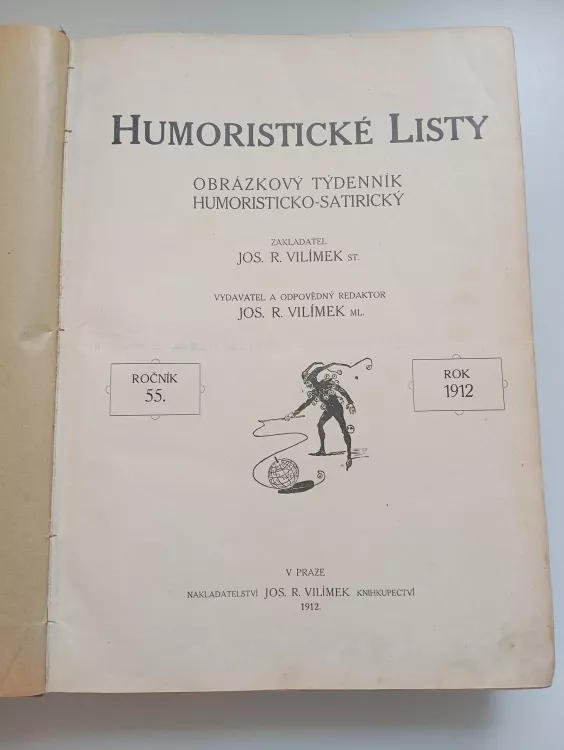 HUMORISTICKÉ LISTY
OBRÁZKOVÝ TÝDENNÍK
HUMORISTICKO-SATIRICKÝ
ZAKLADATEL
JOS. R. VILÍMEK ST.
VYDAVATEL A ODPOVĚDNÝ REDAKTOR
JOS. R. VILÍMEK ML.
ROČNÍK
55.
ROK
1912
V PRAZE
NAKLADATELSTVÍ JOS. R. VILÍMEK KNIHKUPECTVÍ
1912.